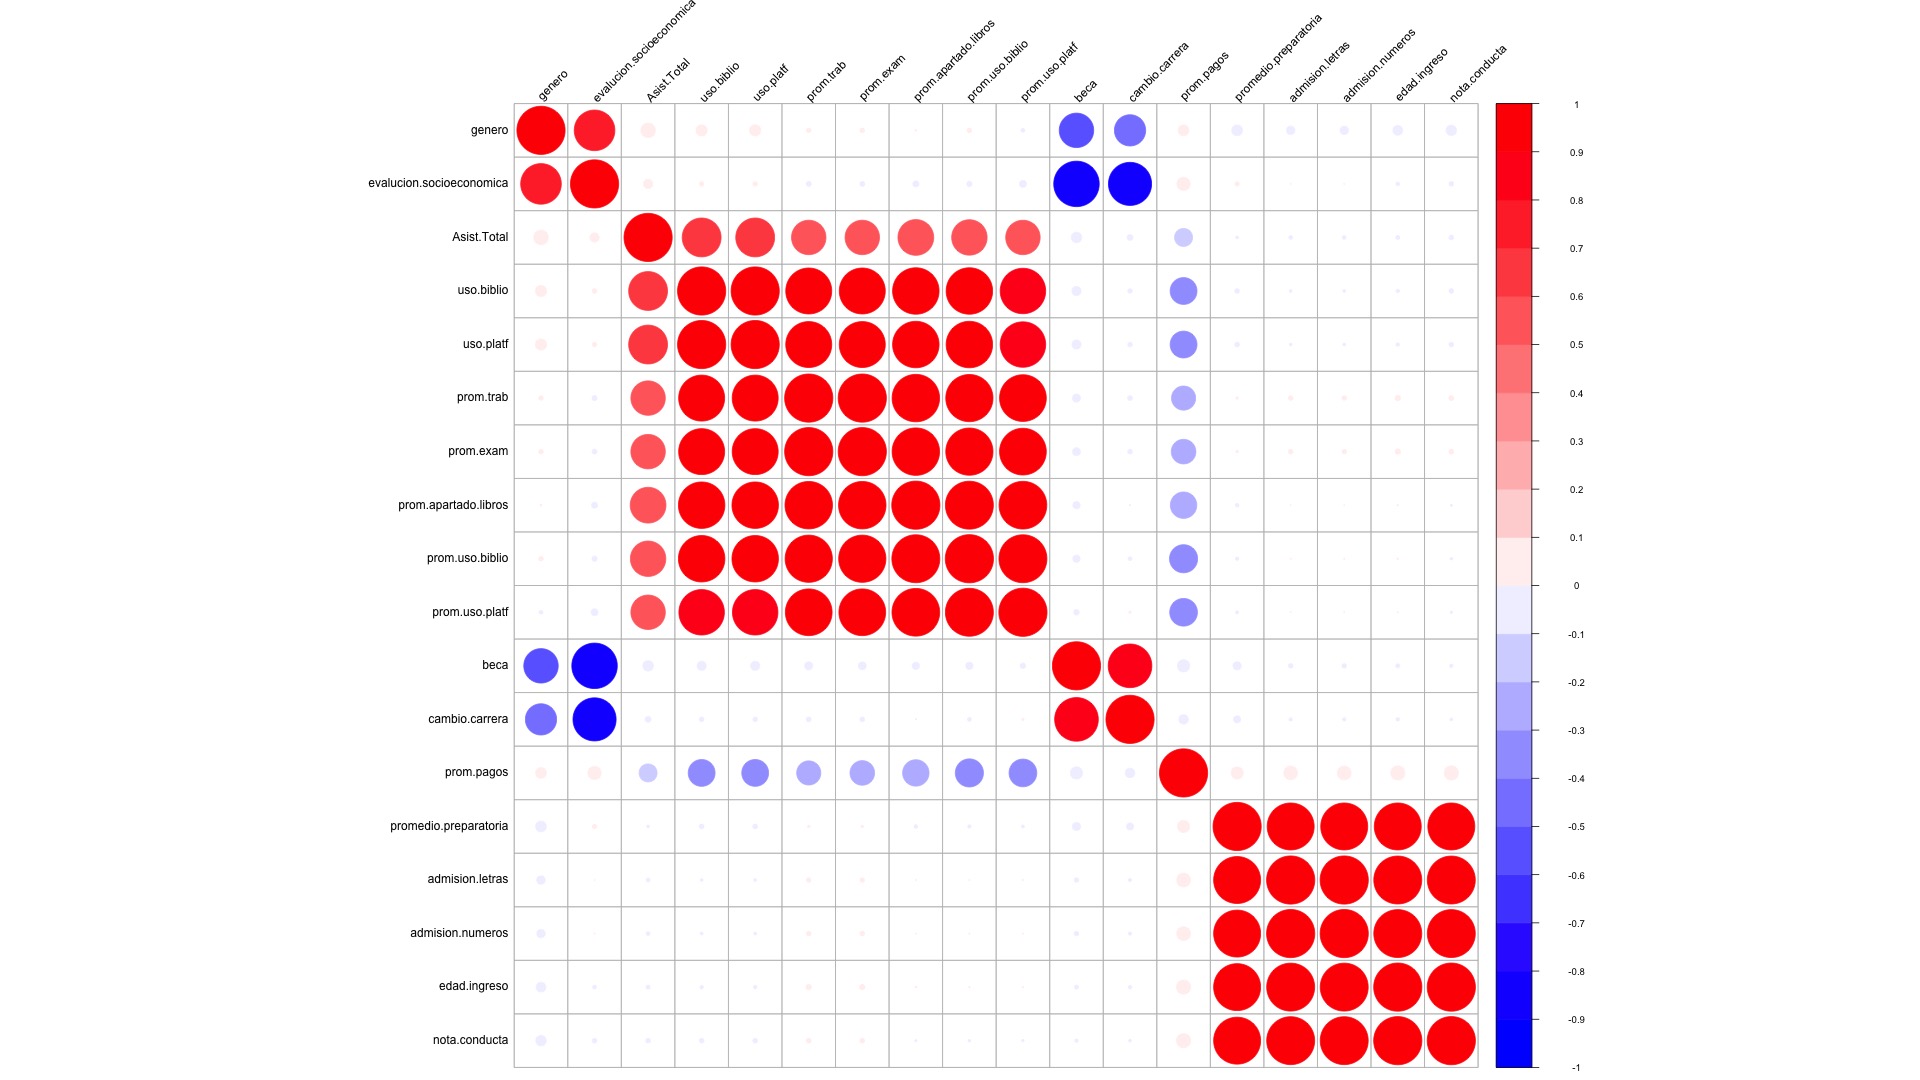 genero
evalucion.socioeconomica
Asist.Total
uso.biblio
uso.platf
prom.trab
prom.exam
prom.apartado.libros
prom.uso.biblio
prom.uso.platf
beca
cambio.carrera
prom.pagos
promedio.preparatoria
admision.letras
admision.numeros
edad.ingreso
nota.conducta
genero
evalucion.socioeconomica
Asist.Total
uso.biblio
uso.platf
prom.trab
prom.exam
prom.apartado.libros
prom.uso.biblio
prom.uso.platf
beca
cambio.carrera
prom.pagos
promedio.preparatoria
admision.letras
admision.numeros
edad.ingreso
nota.conducta
1
0.9
0.8
0.7
0.6
0.5
0.4
0.3
0.2
0.1
0
-0.1
-0.2
-0.3
-0.4
-0.5
-0.6
-0.7
-0.8
-0.9
-1